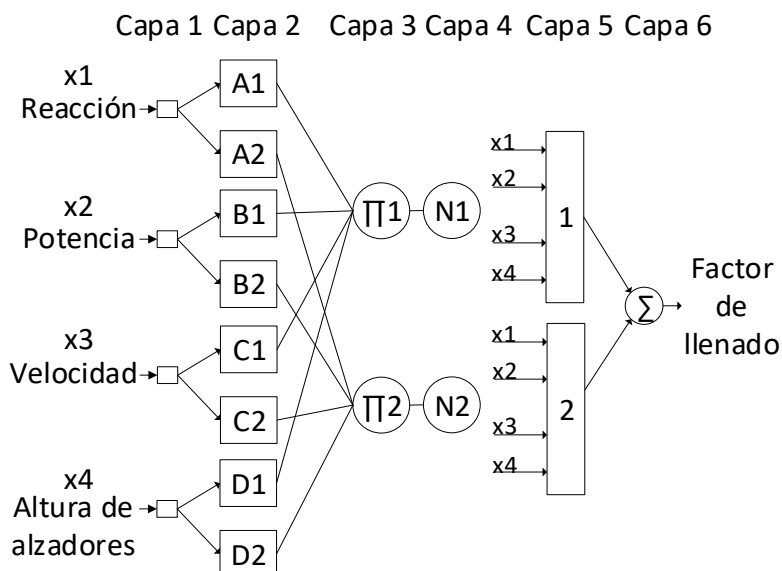 Capa 1 Capa 2 Capa 3 Capa 4 Capa 5 Capa 6
x1
Reacción
A1
A2
x2
Potencia
B1
B2
x3
Velocidad
C1
C2
x4
Altura de
alzadores
D1
D2
∏1
N1
∏2
N2
x1
x2
x3
x4
1
x1
x2
x3
x4
2
∑
Factor
de
llenado